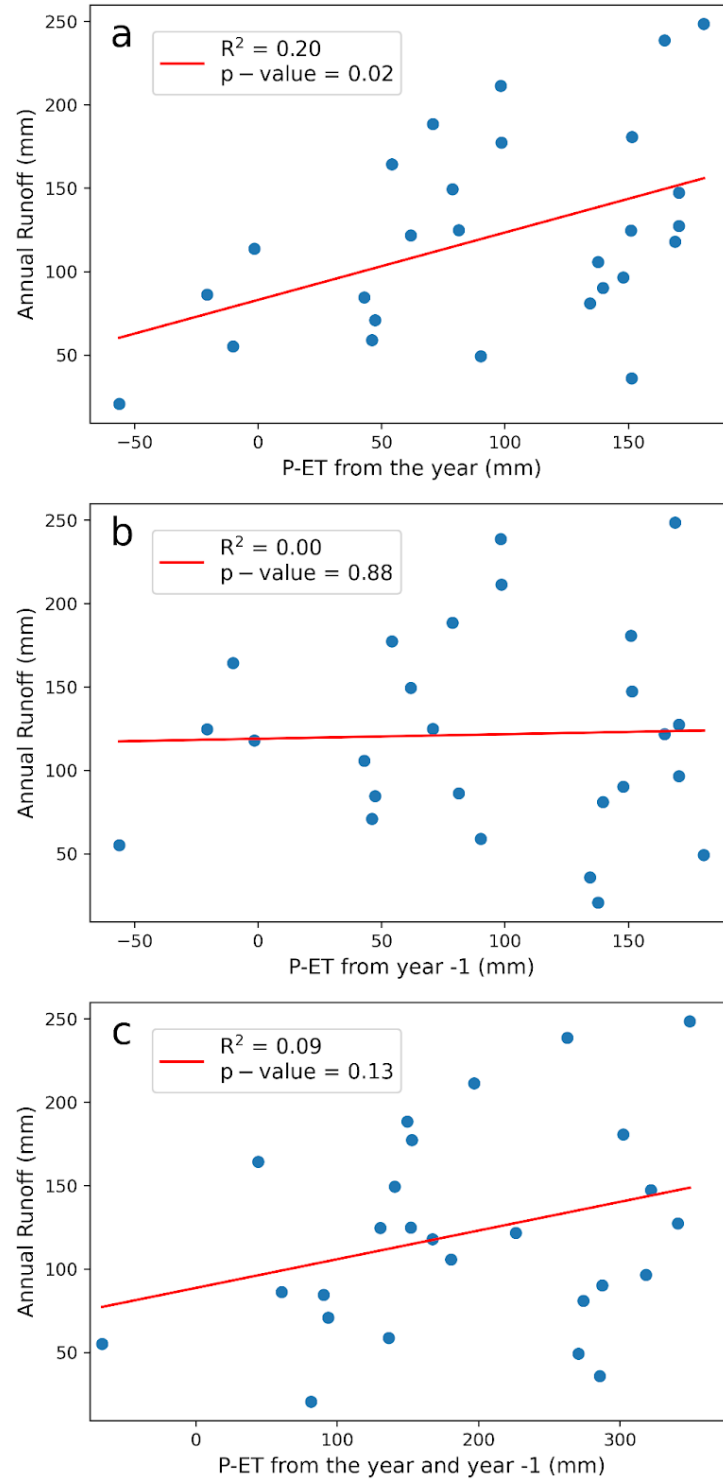 a
R² = 0.20
p − value = 0.02
250
200
150
100
50
Annual Runoff (mm)
−50
0
50
100
150
P-ET from the year (mm)
b
R² = 0.00
p − value = 0.88
250
200
150
100
50
Annual Runoff (mm)
−50
0
50
100
150
P-ET from year -1 (mm)
c
R² = 0.09
p − value = 0.13
250
200
150
100
50
Annual Runoff (mm)
0
100
200
300
P-ET from the year and year -1 (mm)